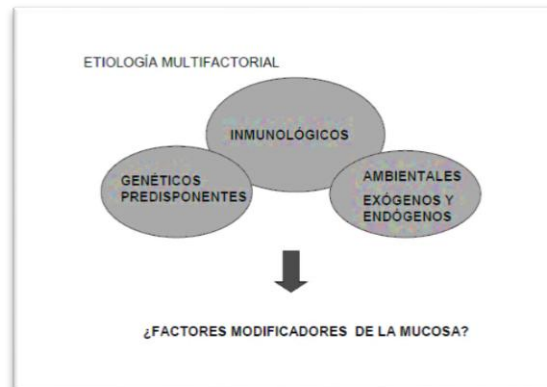 ETIOLOGÍA MULTIFACTORIAL
INMUNOLÓGICOS
GENÉTICOS
PREDISPONENTES
AMBIENTALES
EXÓGENOS Y
ENDÓGENOS
¿FACTORES MODIFICADORES DE LA MUCOSA?